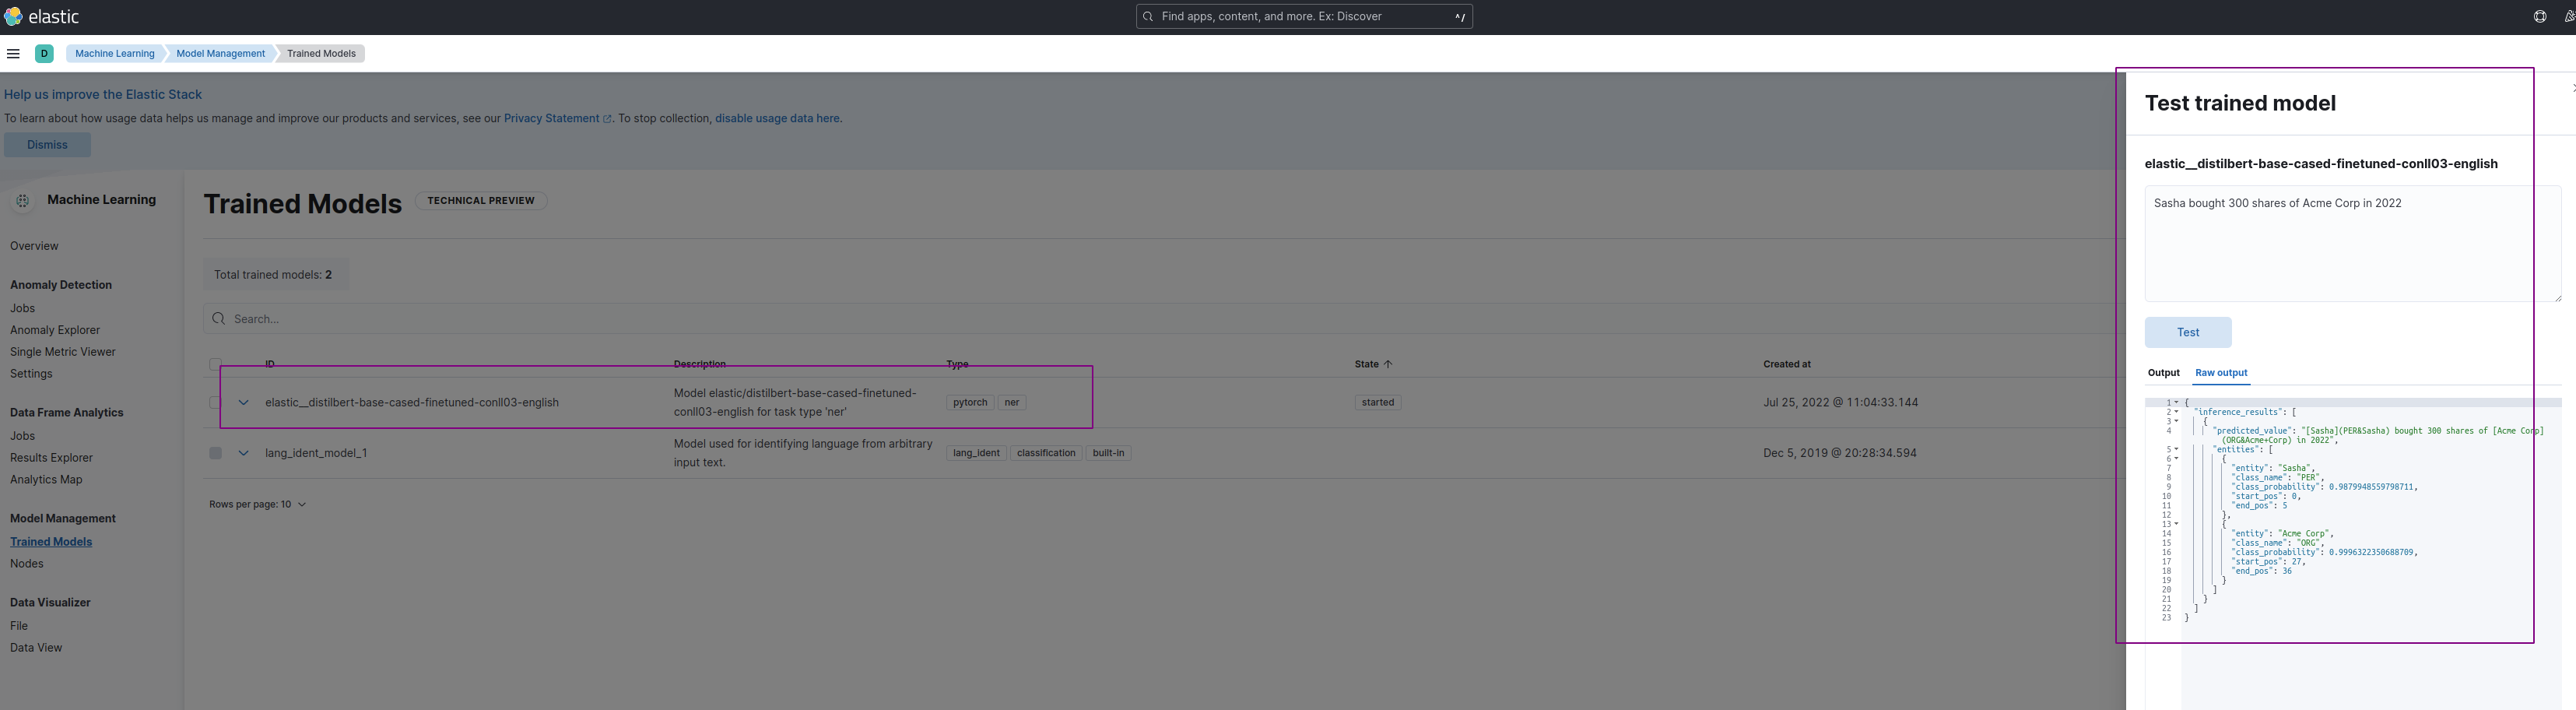 elastic
Find apps, content, and more. Ex: Discover
^/
D
Machine Learning
Model Management
Trained Models
Help us improve the Elastic Stack
To learn about how usage data helps us manage and improve our products and services, see our Privacy Statement. To stop collection, disable usage data here.
Dismiss
Machine Learning
Overview
Anomaly Detection
Jobs
Anomaly Explorer
Single Metric Viewer
Settings
Data Frame Analytics
Jobs
Results Explorer
Analytics Map
Model Management
Trained Models
Nodes
Data Visualizer
File
Data View
Trained Models
TECHNICAL PREVIEW
Total trained models: 2
Search...
ID Description Type State Created at
elastic__distilbert-base-cased-finetuned-conll03-english
Model elastic/distilbert-base-cased-finetuned-
conll03-english for task type 'ner'
pytorch ner
started
Jul 25, 2022 @ 11:04:33.144
lang_ident_model_1
Model used for identifying language from arbitrary
input text.
lang_ident classification built-in
Dec 5, 2019 @ 20:28:34.594
Rows per page: 10
Test trained model
elastic__distilbert-base-cased-finetuned-conll03-english
Sasha bought 300 shares of Acme Corp in 2022
Test
Output Raw output
1 {
2 "inference_results": [
3 {
4 "predicted_value": "[Sasha](PER&Sasha) bought 300 shares of [Acme Corp]
(ORG&Acme+Corp) in 2022",
5 "entities": [
6 {
7 "entity": "Sasha",
8 "class_name": "PER",
9 "class_probability": 0.9879948559798711,
10 "start_pos": 0,
11 "end_pos": 5
12 },
13 {
14 "entity": "Acme Corp",
15 "class_name": "ORG",
16 "class_probability": 0.9996322350688709,
17 "start_pos": 27,
18 "end_pos": 36
19 }
20 ]
21 }
22 ]
23 }